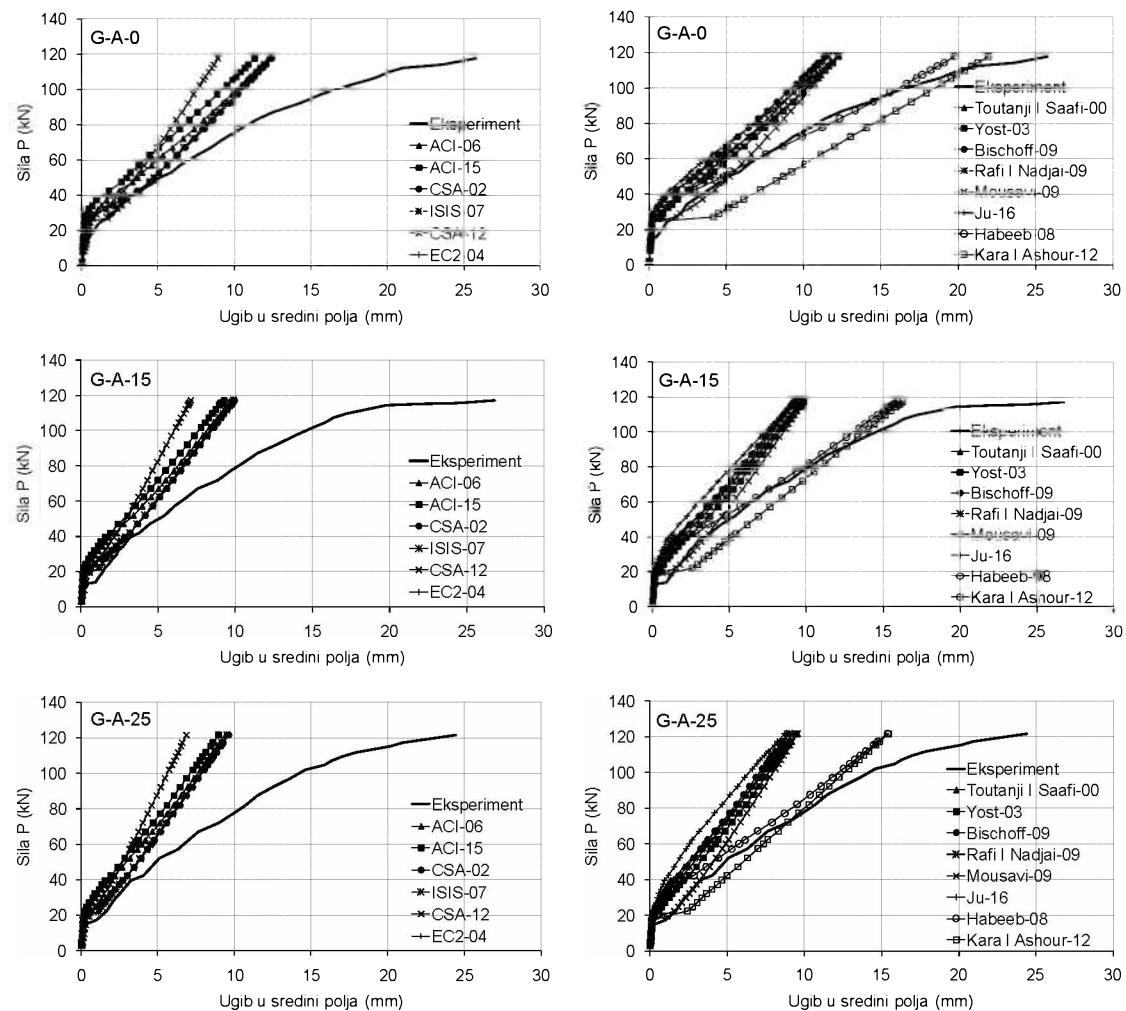 G-A-0
Sila P (kN)
140
120
100
80
60
40
20
0
0 5 10 15 20 25 30
Ugib u sredini polja (mm)
Eksperiment
ACI-06
ACI-15
CSA-02
ISIS-07
CSA-12
EC2-04
G-A-0
Sila P (kN)
140
120
100
80
60
40
20
0
0 5 10 15 20 25 30
Ugib u sredini polja (mm)
Eksperiment
Toutanji I Saafi-00
Yost-03
Bischoff-09
Rafi I Nadjai-09
Mousavi-09
Ju-16
Habeeb-08
Kara I Ashour-12
G-A-15
Sila P (kN)
140
120
100
80
60
40
20
0
0 5 10 15 20 25 30
Ugib u sredini polja (mm)
Eksperiment
ACI-06
ACI-15
CSA-02
ISIS-07
CSA-12
EC2-04
G-A-15
Sila P (kN)
140
120
100
80
60
40
20
0
0 5 10 15 20 25 30
Ugib u sredini polja (mm)
Eksperiment
Toutanji I Saafi-00
Yost-03
Bischoff-09
Rafi I Nadjai-09
Mousavi-09
Ju-16
Habeeb-08
Kara I Ashour-12
G-A-25
Sila P (kN)
140
120
100
80
60
40
20
0
0 5 10 15 20 25 30
Ugib u sredini polja (mm)
Eksperiment
ACI-06
ACI-15
CSA-02
ISIS-07
CSA-12
EC2-04
G-A-25
Sila P (kN)
140
120
100
80
60
40
20
0
0 5 10 15 20 25 30
Ugib u sredini polja (mm)
Eksperiment
Toutanji I Saafi-00
Yost-03
Bischoff-09
Rafi I Nadjai-09
Mousavi-09
Ju-16
Habeeb-08
Kara I Ashour-12